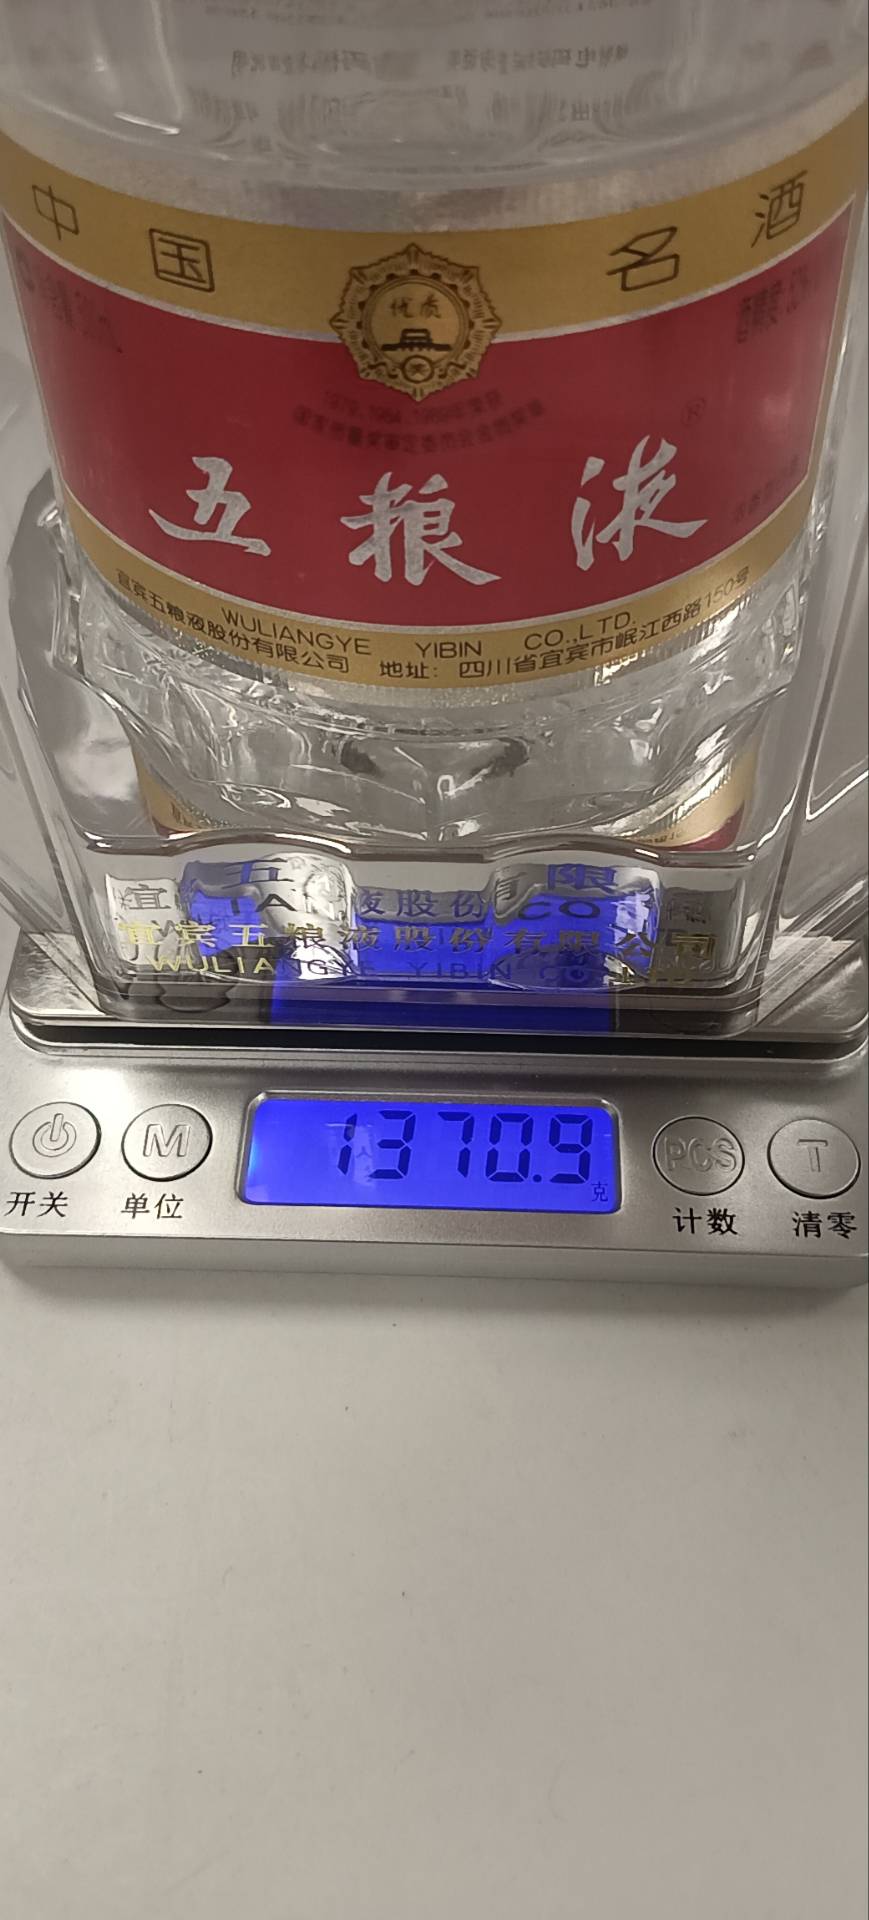 中国名酒
优质
奖
五粮液®
WULIANGYE YIBIN CO.,LTD.
宜宾五粮液股份有限公司 地址：四川省宜宾市岷江西路150号
宜宾五粮液股份有限公司
WULIANGYE YIBIN CO.,LTD
1370.9
克
M PCS T
开关 单位 计数 清零